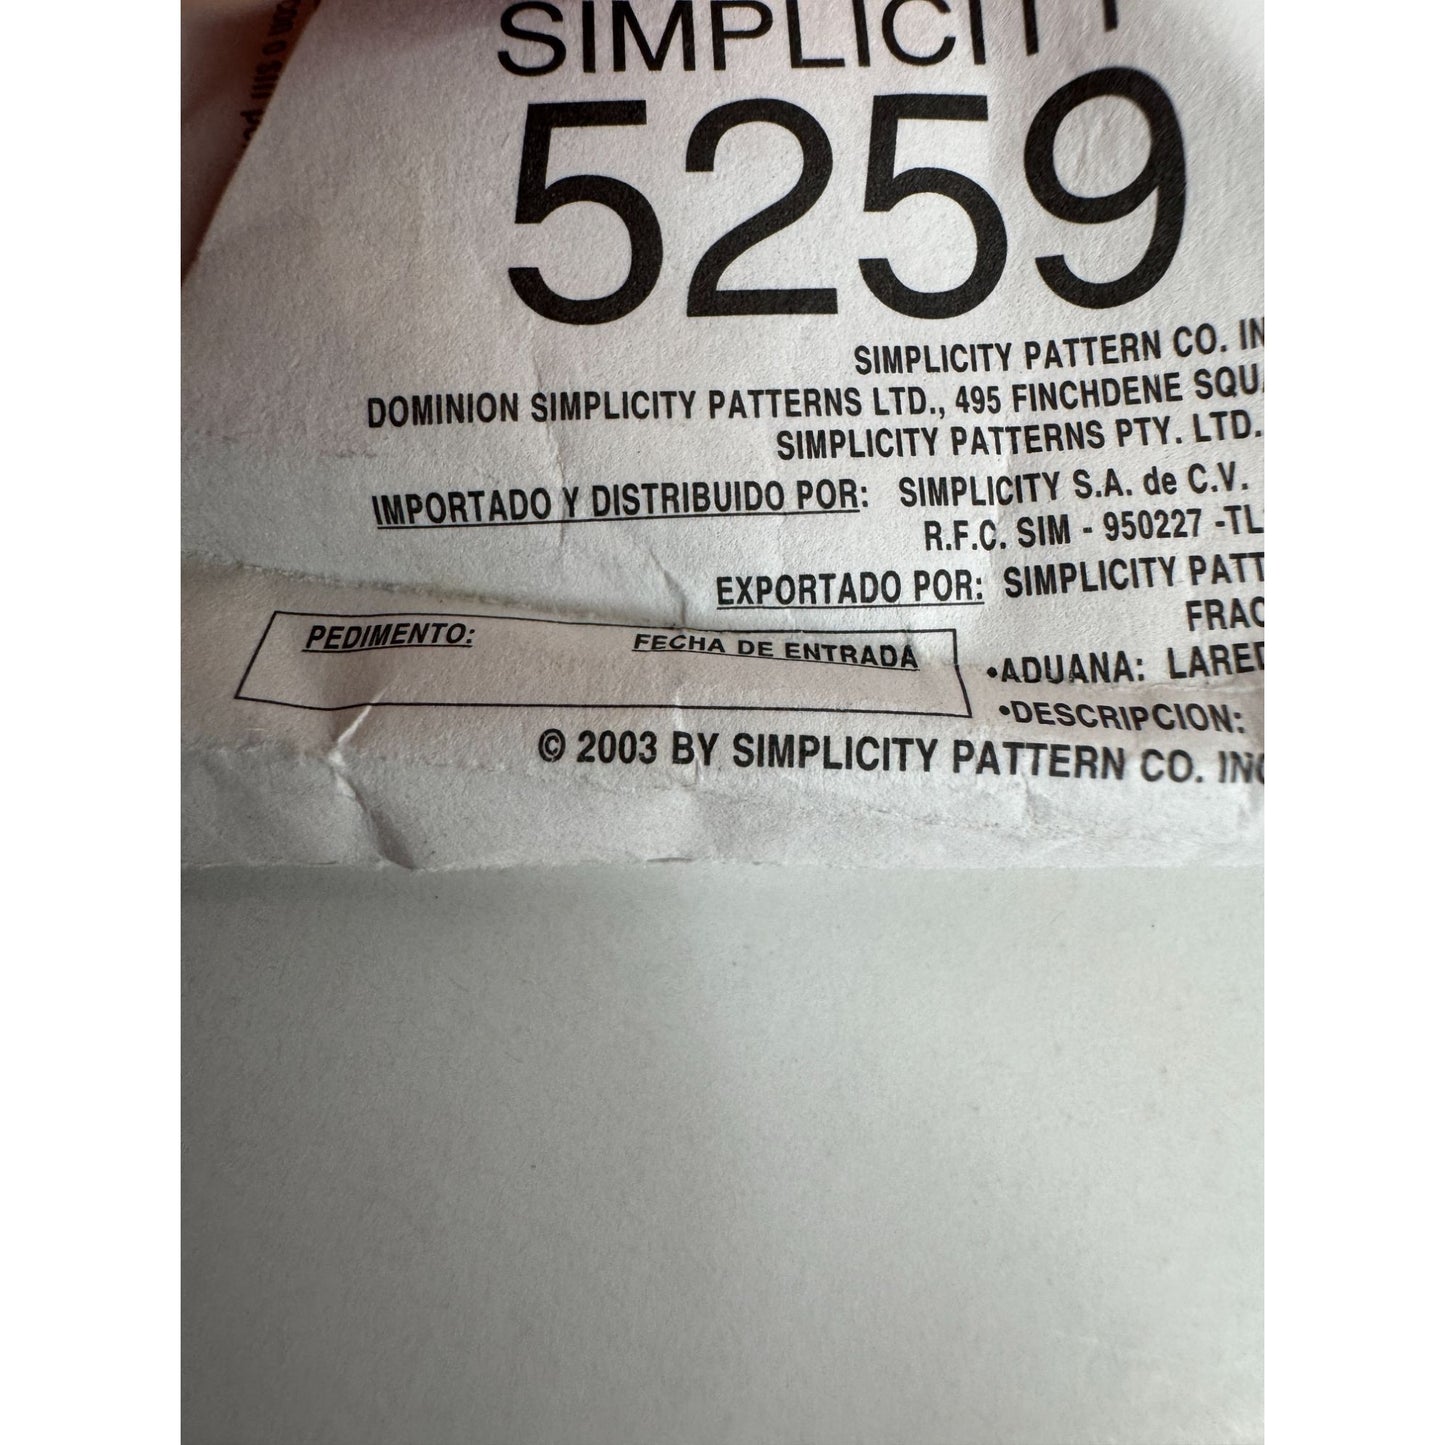 SIMPLICITY
5259
SIMPLICITY PATTERN CO. IN
DOMINION SIMPLICITY PATTERNS LTD., 495 FINCHDENE SQU
SIMPLICITY PATTERNS PTY. LTD.
IMPORTADO Y DISTRIBUIDO POR: SIMPLICITY S.A. de C.V.
R.F.C. SIM - 950227 -TL
EXPORTADO POR: SIMPLICITY PATT
FRAC
PEDIMENTO: FECHA DE ENTRADA
•ADUANA: LARED
•DESCRIPCION:
© 2003 BY SIMPLICITY PATTERN CO. INC